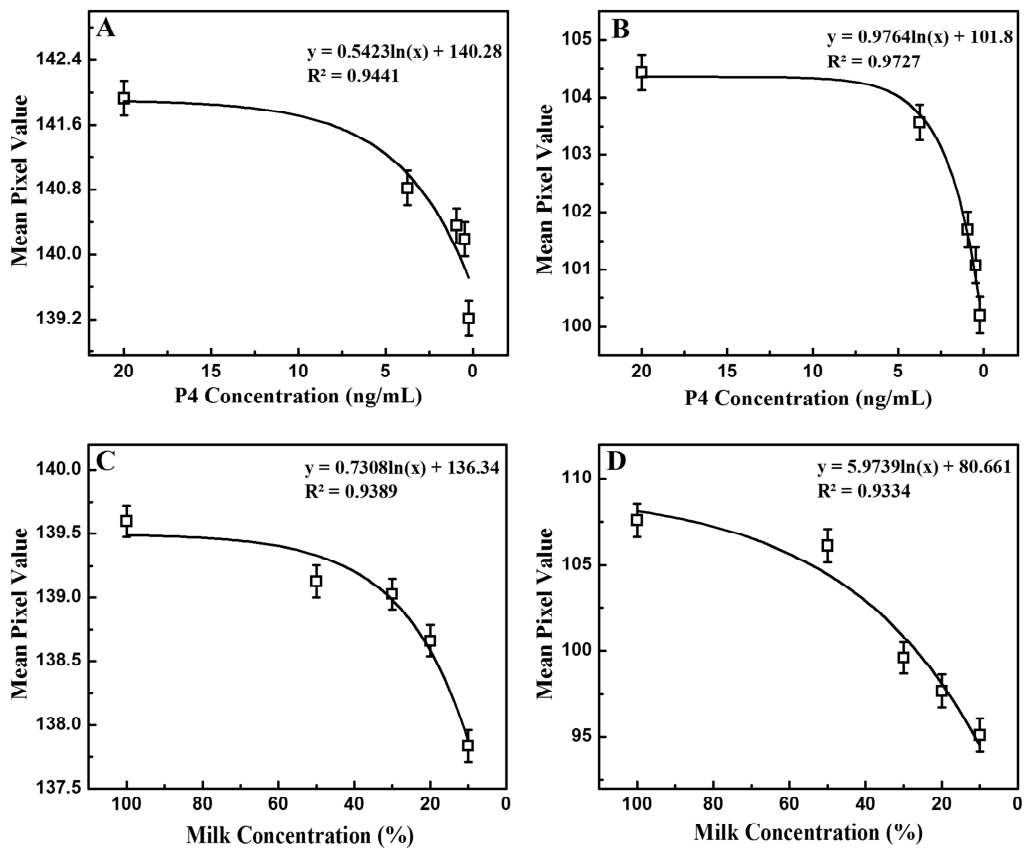 A
y = 0.5423ln(x) + 140.28
R² = 0.9441
142.4
141.6
140.8
140.0
139.2
Mean Pixel Value
20 15 10 5 0
P4 Concentration (ng/mL)
B
y = 0.9764ln(x) + 101.8
R² = 0.9727
105
104
103
102
101
100
Mean Pixel Value
20 15 10 5 0
P4 Concentration (ng/mL)
C
y = 0.7308ln(x) + 136.34
R² = 0.9389
140.0
139.5
139.0
138.5
138.0
137.5
Mean Pixel Value
100 80 60 40 20 0
Milk Concentration (%)
D
y = 5.9739ln(x) + 80.661
R² = 0.9334
110
105
100
95
Mean Pixel Value
100 80 60 40 20 0
Milk Concentration (%)